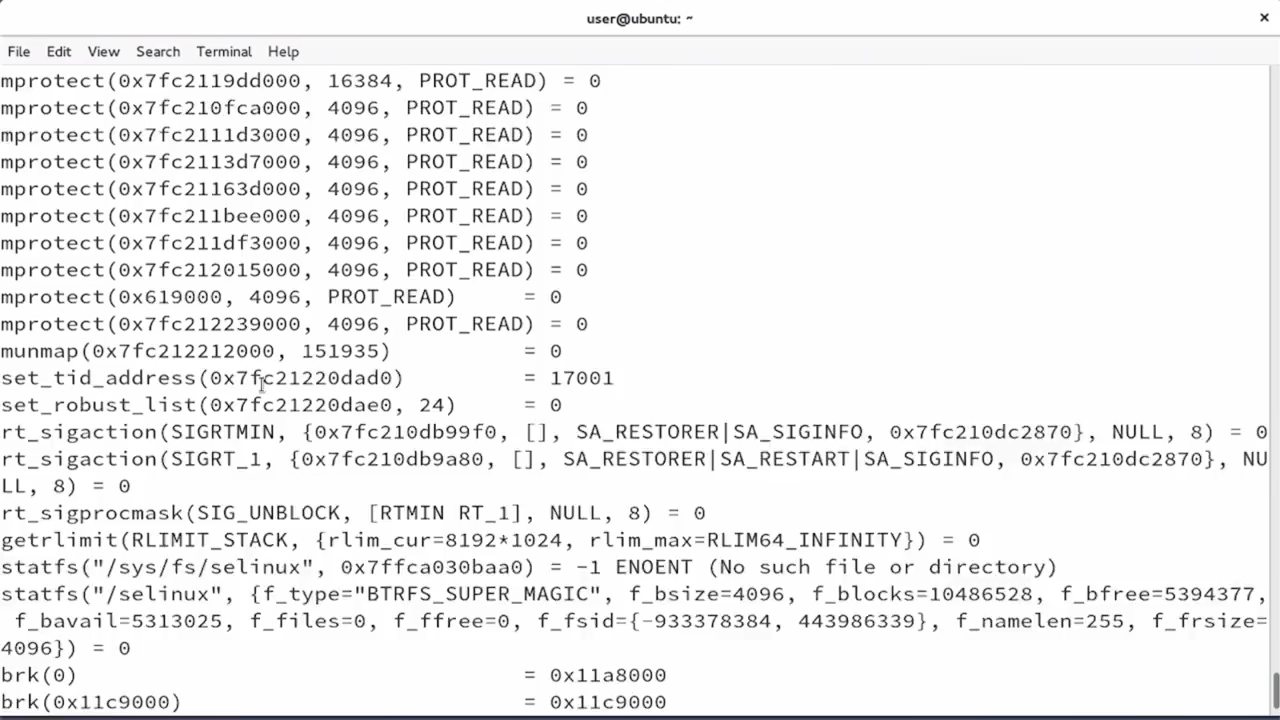 user@ubuntu: ~
×
File Edit View Search Terminal Help
mprotect(0x7fc2119dd000, 16384, PROT_READ) = 0
mprotect(0x7fc210fca000, 4096, PROT_READ) = 0
mprotect(0x7fc2111d3000, 4096, PROT_READ) = 0
mprotect(0x7fc2113d7000, 4096, PROT_READ) = 0
mprotect(0x7fc21163d000, 4096, PROT_READ) = 0
mprotect(0x7fc211bee000, 4096, PROT_READ) = 0
mprotect(0x7fc211df3000, 4096, PROT_READ) = 0
mprotect(0x7fc212015000, 4096, PROT_READ) = 0
mprotect(0x619000, 4096, PROT_READ)     = 0
mprotect(0x7fc212239000, 4096, PROT_READ) = 0
munmap(0x7fc212212000, 151935)          = 0
set_tid_address(0x7fc21220dad0)         = 17001
set_robust_list(0x7fc21220dae0, 24)     = 0
rt_sigaction(SIGRTMIN, {0x7fc210db99f0, [], SA_RESTORER|SA_SIGINFO, 0x7fc210dc2870}, NULL, 8) = 0
rt_sigaction(SIGRT_1, {0x7fc210db9a80, [], SA_RESTORER|SA_RESTART|SA_SIGINFO, 0x7fc210dc2870}, NU
LL, 8) = 0
rt_sigprocmask(SIG_UNBLOCK, [RTMIN RT_1], NULL, 8) = 0
getrlimit(RLIMIT_STACK, {rlim_cur=8192*1024, rlim_max=RLIM64_INFINITY}) = 0
statfs("/sys/fs/selinux", 0x7ffca030baa0) = -1 ENOENT (No such file or directory)
statfs("/selinux", {f_type="BTRFS_SUPER_MAGIC", f_bsize=4096, f_blocks=10486528, f_bfree=5394377,
 f_bavail=5313025, f_files=0, f_ffree=0, f_fsid={-933378384, 443986339}, f_namelen=255, f_frsize=
4096}) = 0
brk(0)                                  = 0x11a8000
brk(0x11c9000)                          = 0x11c9000